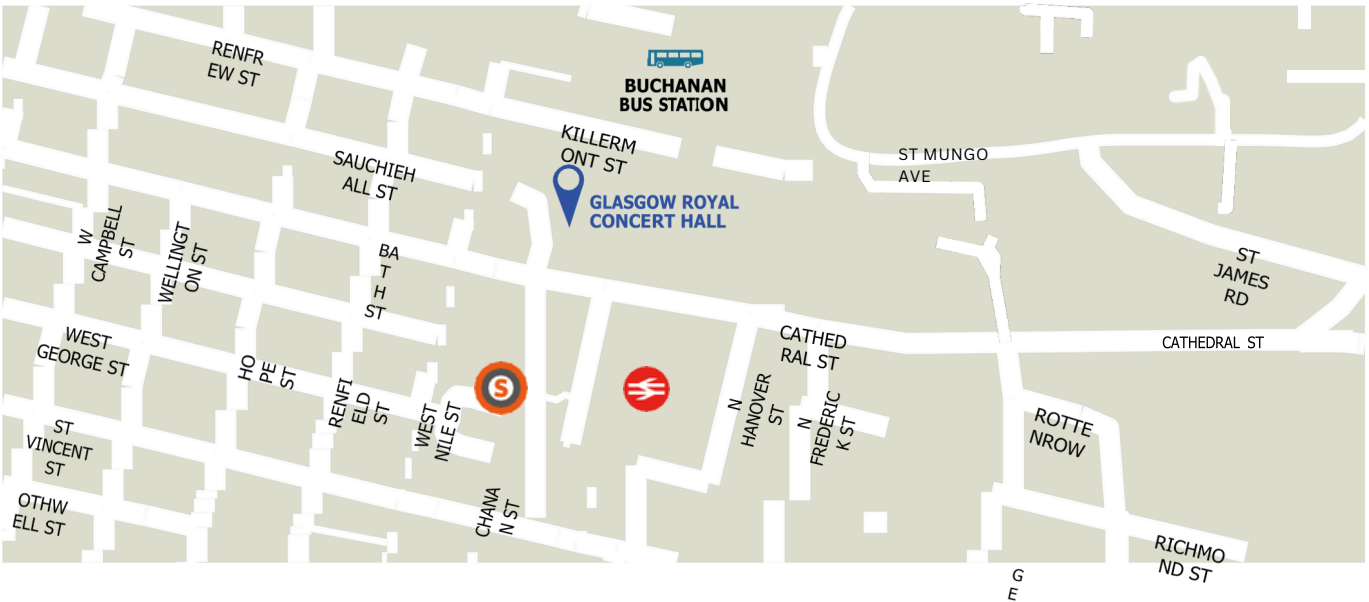 RENFR
EW ST
BUCHANAN
BUS STATION
KILLERM
ONT ST
SAUCHIEH
ALL ST
ST MUNGO
AVE
GLASGOW ROYAL
CONCERT HALL
W
CAMPBELL
ST
WELLINGT
ON ST
BA
T
H
ST
ST
JAMES
RD
WEST
GEORGE ST
HO
PE
ST
RENFI
ELD
ST
WEST
NILE ST
S
CATHED
RAL ST
CATHEDRAL ST
N
HANOVER
ST
N
FREDERIC
K ST
ROTTE
NROW
ST
VINCENT
ST
OTHW
ELL ST
CHANA
N ST
RICHMO
ND ST
G
E